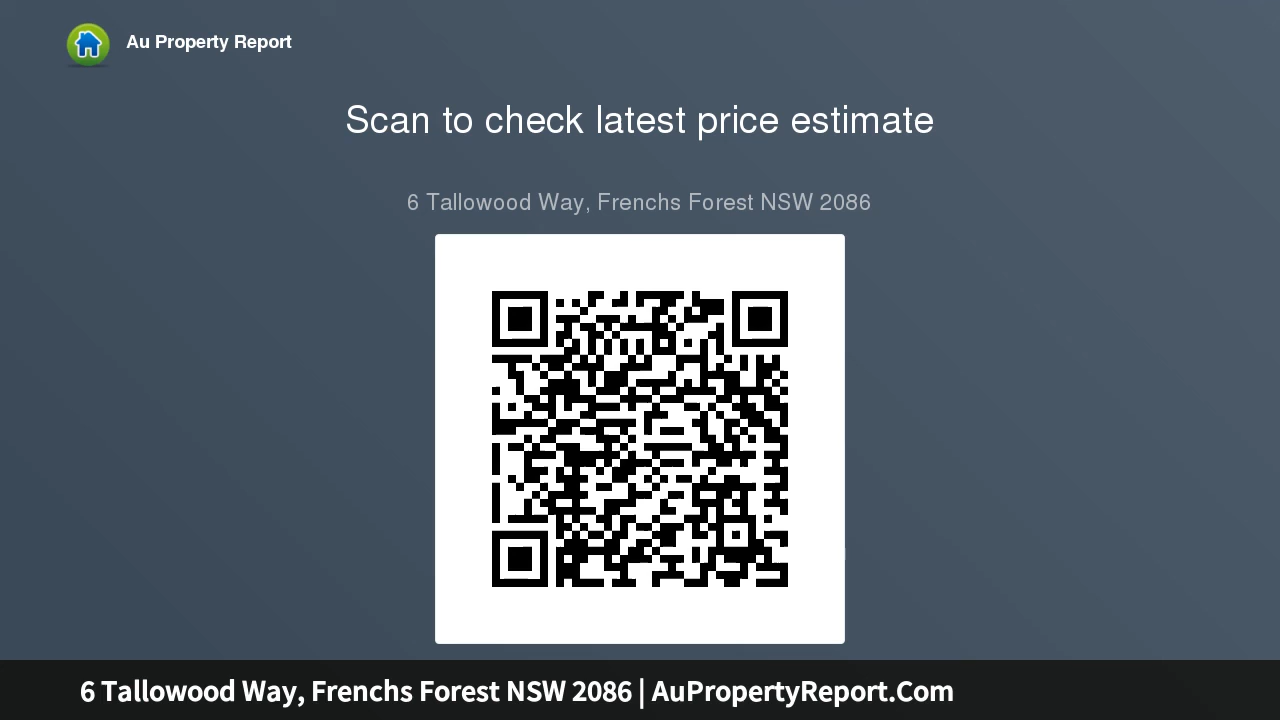 Au Property Report
Scan to check latest price estimate
6 Tallowood Way, Frenchs Forest NSW 2086
6 Tallowood Way, Frenchs Forest NSW 2086 | AuPropertyReport.Com